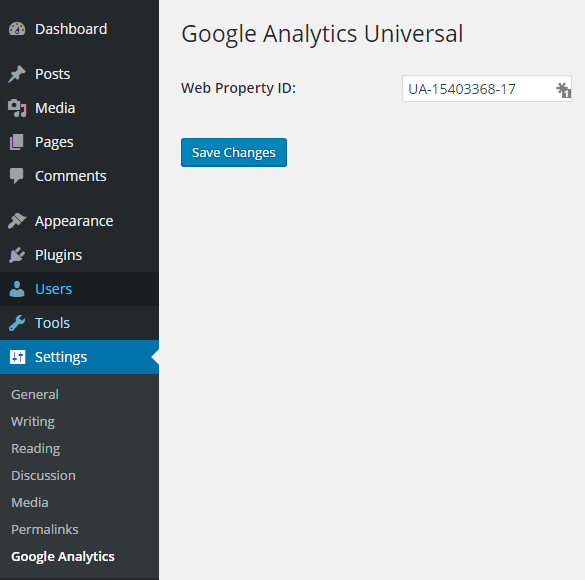 Dashboard
Posts
Media
Pages
Comments
Appearance
Plugins
Users
Tools
Settings
General
Writing
Reading
Discussion
Media
Permalinks
Google Analytics
Google Analytics Universal
Web Property ID: UA-15403368-17
1
Save Changes